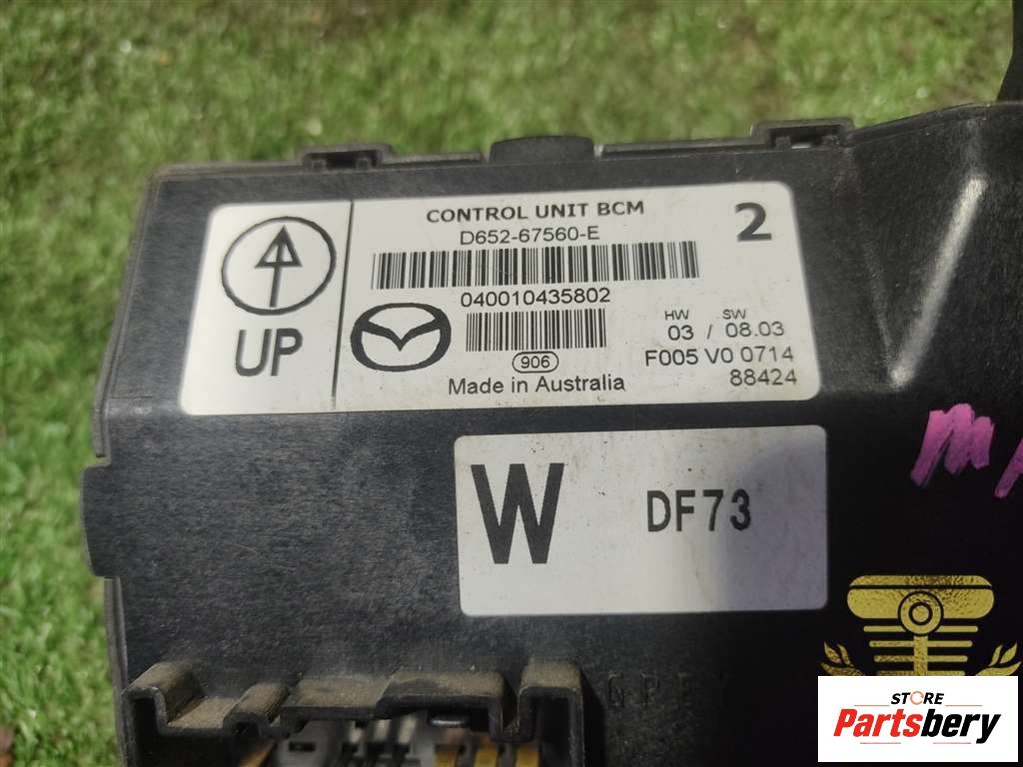 CONTROL UNIT BCM
2
D652-67560-E
040010435802
UP
HW SW
03 / 08.03
906
F005 V0 0714
Made in Australia
88424
W
DF73
STORE
Partsbery